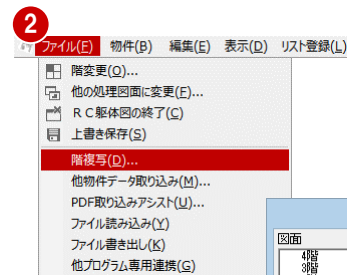 2
ファイル(F) 物件(B) 編集(E) 表示(D) リスト登録(L)
階変更(O)...
他の処理図面に変更(F)...
ＲＣ躯体図の終了(C)
上書き保存(S)
階複写(D)...
他物件データ取り込み(M)...
PDF取り込みアシスト(U)...
ファイル読み込み(Y)
ファイル書き出し(K)
他プログラム専用連携(G)
図面
4階
3階